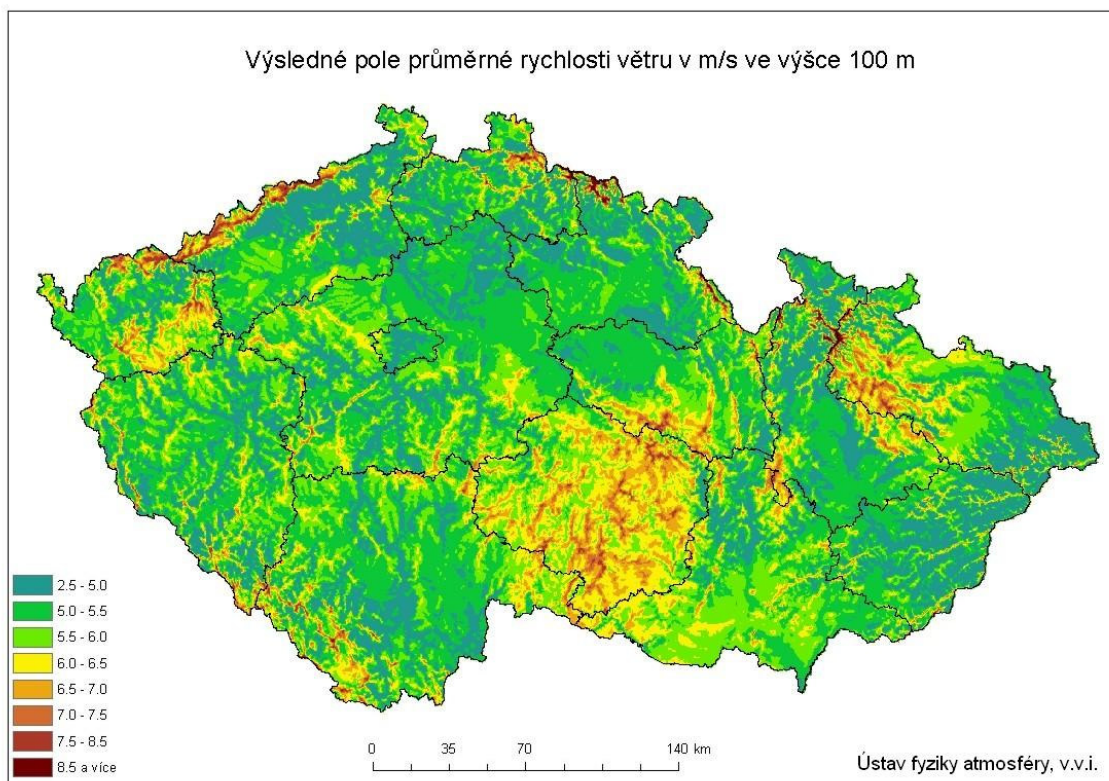 Výsledné pole průměrné rychlosti větru v m/s ve výšce 100 m
2.5 - 5.0
5.0 - 5.5
5.5 - 6.0
6.0 - 6.5
6.5 - 7.0
7.0 - 7.5
7.5 - 8.5
8.5 a více
0 35 70 140 km
Ústav fyziky atmosféry, v.v.i.